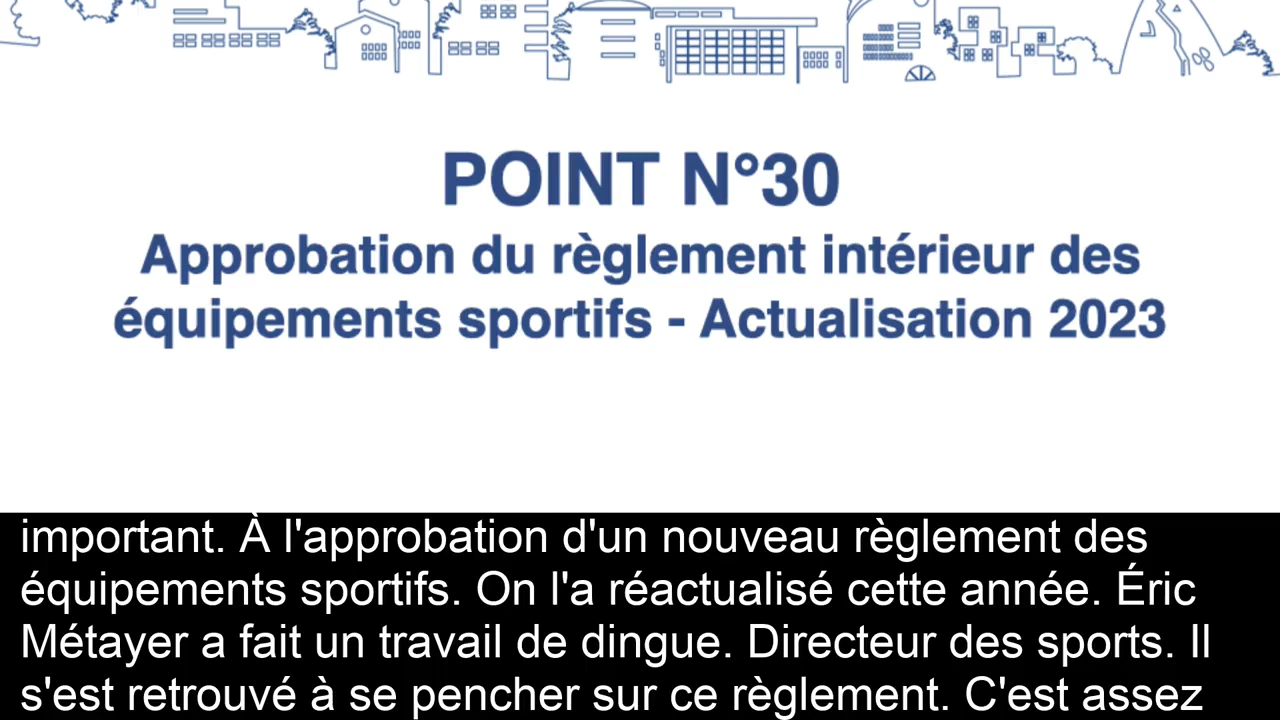 POINT N°30
Approbation du règlement intérieur des
équipements sportifs - Actualisation 2023
important. À l'approbation d'un nouveau règlement des
équipements sportifs. On l'a réactualisé cette année. Éric
Métayer a fait un travail de dingue. Directeur des sports. Il
s'est retrouvé à se pencher sur ce règlement. C'est assez